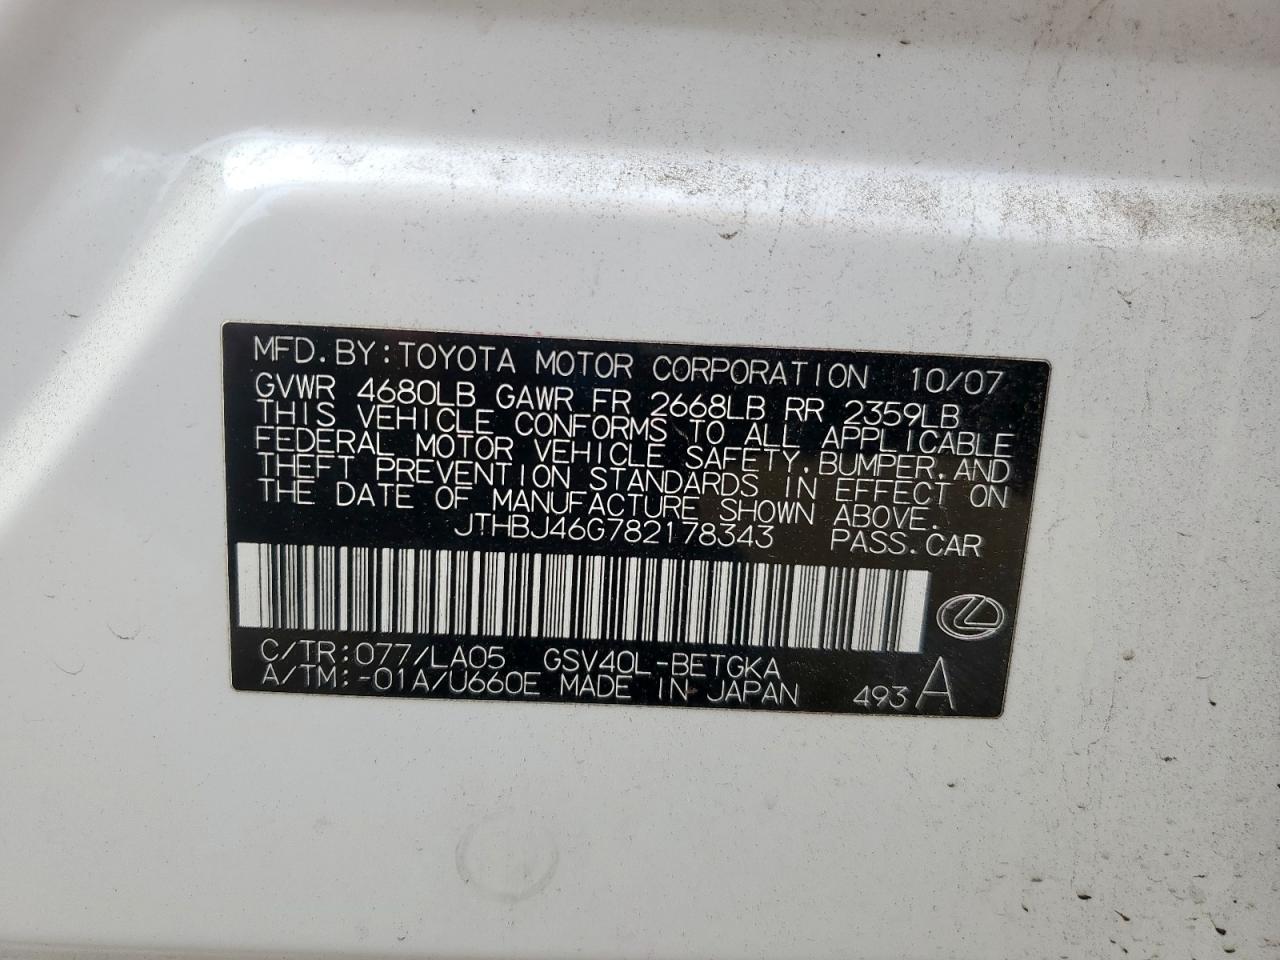 MFD.BY:TOYOTA MOTOR CORPORATION 10/07
GVWR 4680LB GAWR FR 2668LB RR 2359LB
THIS VEHICLE CONFORMS TO ALL APPLICABLE
FEDERAL MOTOR VEHICLE SAFETY,BUMPER,AND
THEFT PREVENTION STANDARDS IN EFFECT ON
THE DATE OF MANUFACTURE SHOWN ABOVE.
JTHBJ46G782178343 PASS.CAR
C/TR:077/LA05 GSV40L-BETGKA
A/TM:-01A/U660E MADE IN JAPAN 493 A